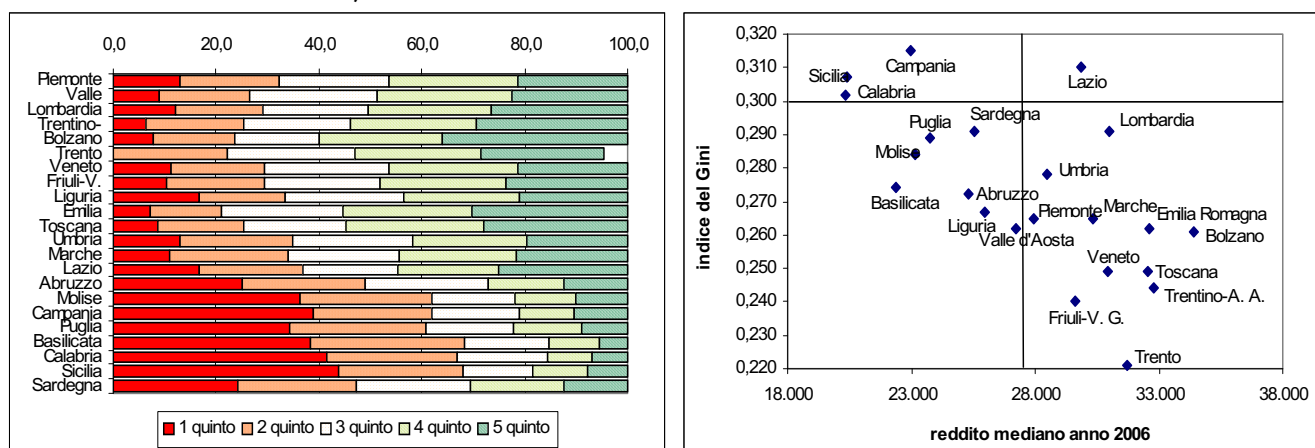 0,0 20,0 40,0 60,0 80,0 100,0
Piemonte
Valle
Lombardia
Trentino-
Bolzano
Trento
Veneto
Friuli-V.
Liguria
Emilia
Toscana
Umbria
Marche
Lazio
Abruzzo
Molise
Campania
Puglia
Basilicata
Calabria
Sicilia
Sardegna
1 quinto 2 quinto 3 quinto 4 quinto 5 quinto
indice del Gini
0,320
0,310
0,300
0,290
0,280
0,270
0,260
0,250
0,240
0,230
0,220
Campania
Sicilia
Lazio
Calabria
Sardegna
Lombardia
Puglia
Molise
Umbria
Basilicata
Abruzzo
Piemonte
Marche
Emilia Romagna
Liguria
Valle d'Aosta
Bolzano
Veneto
Toscana
Trentino-A. A.
Friuli-V. G.
Trento
18.000 23.000 28.000 33.000 38.000
reddito mediano anno 2006